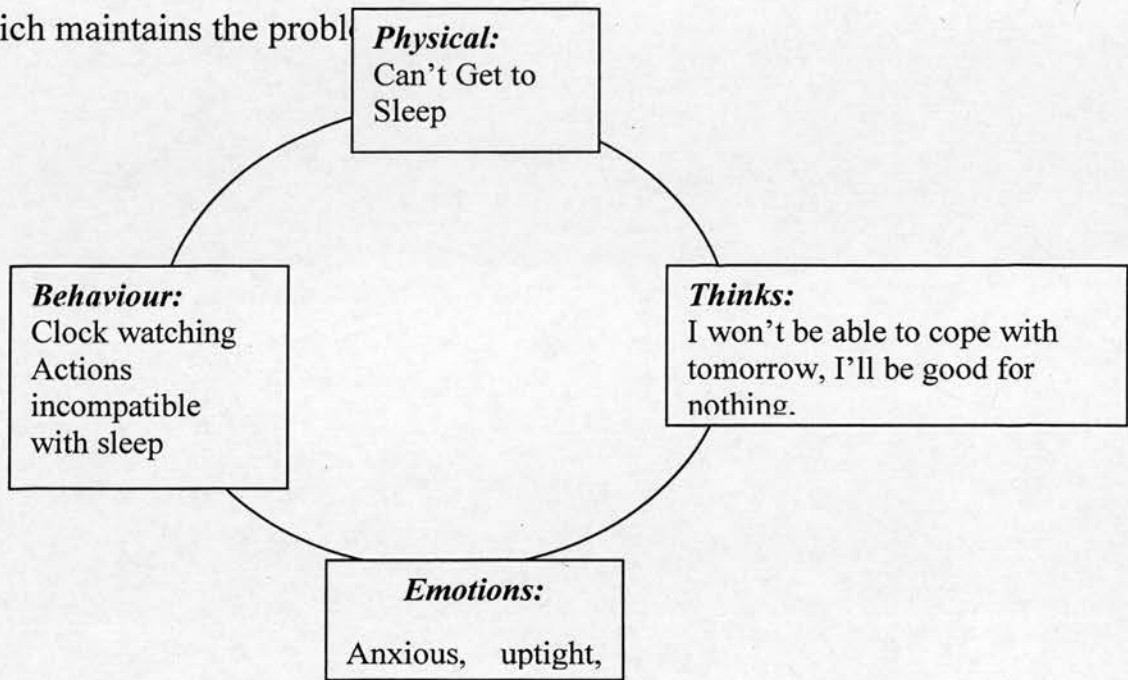 ich maintains the probl
Physical:
Can't Get to
Sleep
Behaviour:
Clock watching
Actions
incompatible
with sleep
Thinks:
I won't be able to cope with
tomorrow, I'll be good for
nothing.
Emotions:
Anxious, uptight,